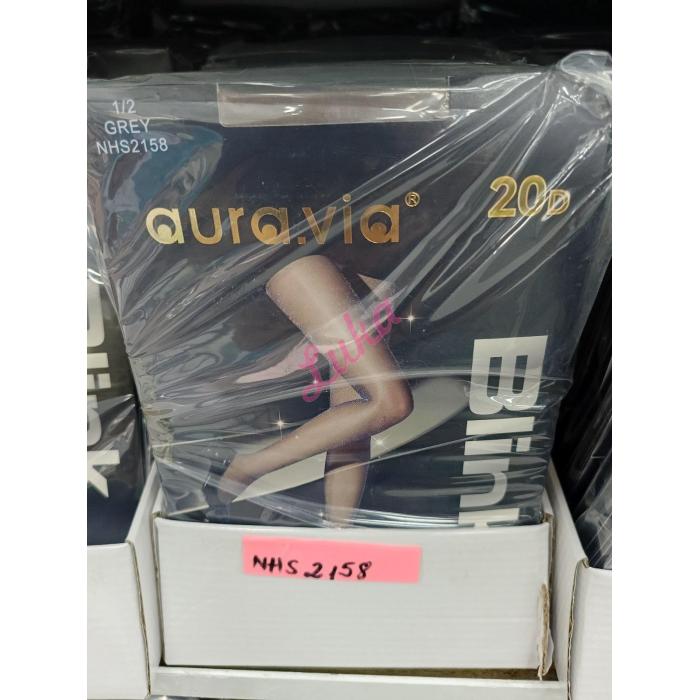 1/2
GREY
NHS2158
aura.via®
20D
Luka
Blink
NHS 2158